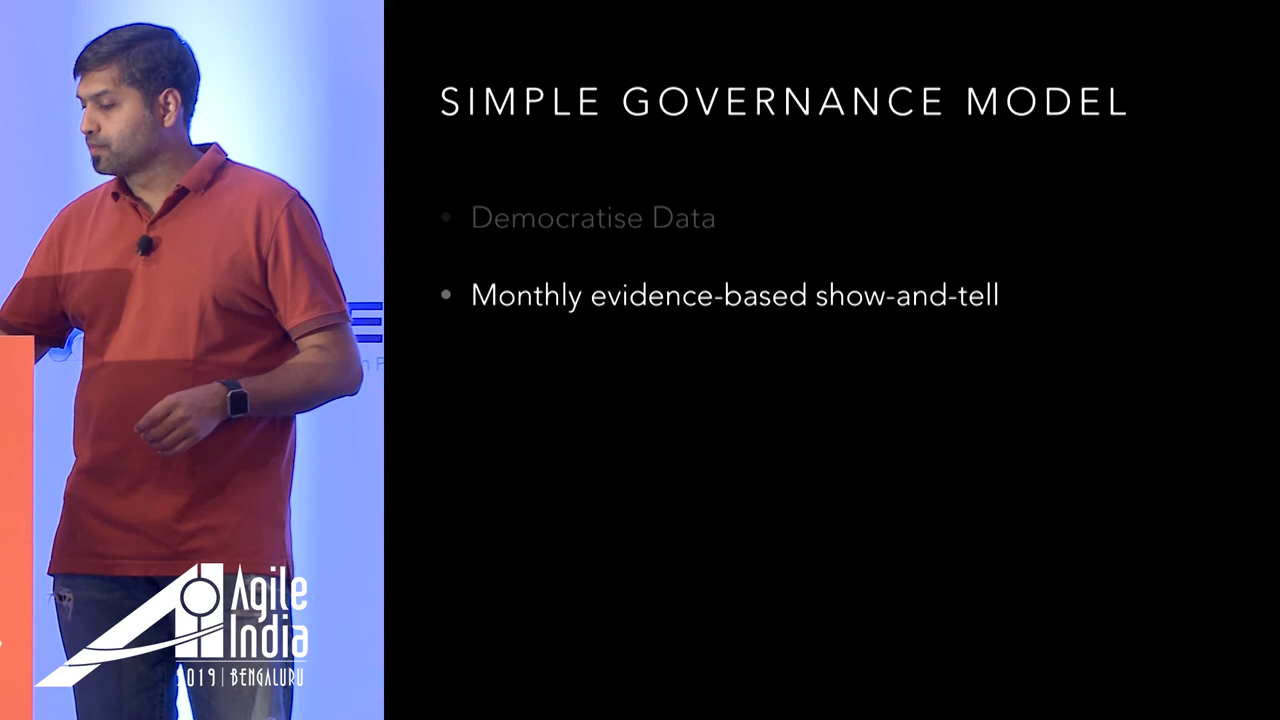 SIMPLE GOVERNANCE MODEL
• Democratise Data
• Monthly evidence-based show-and-tell
Agile
India
2019 | BENGALURU